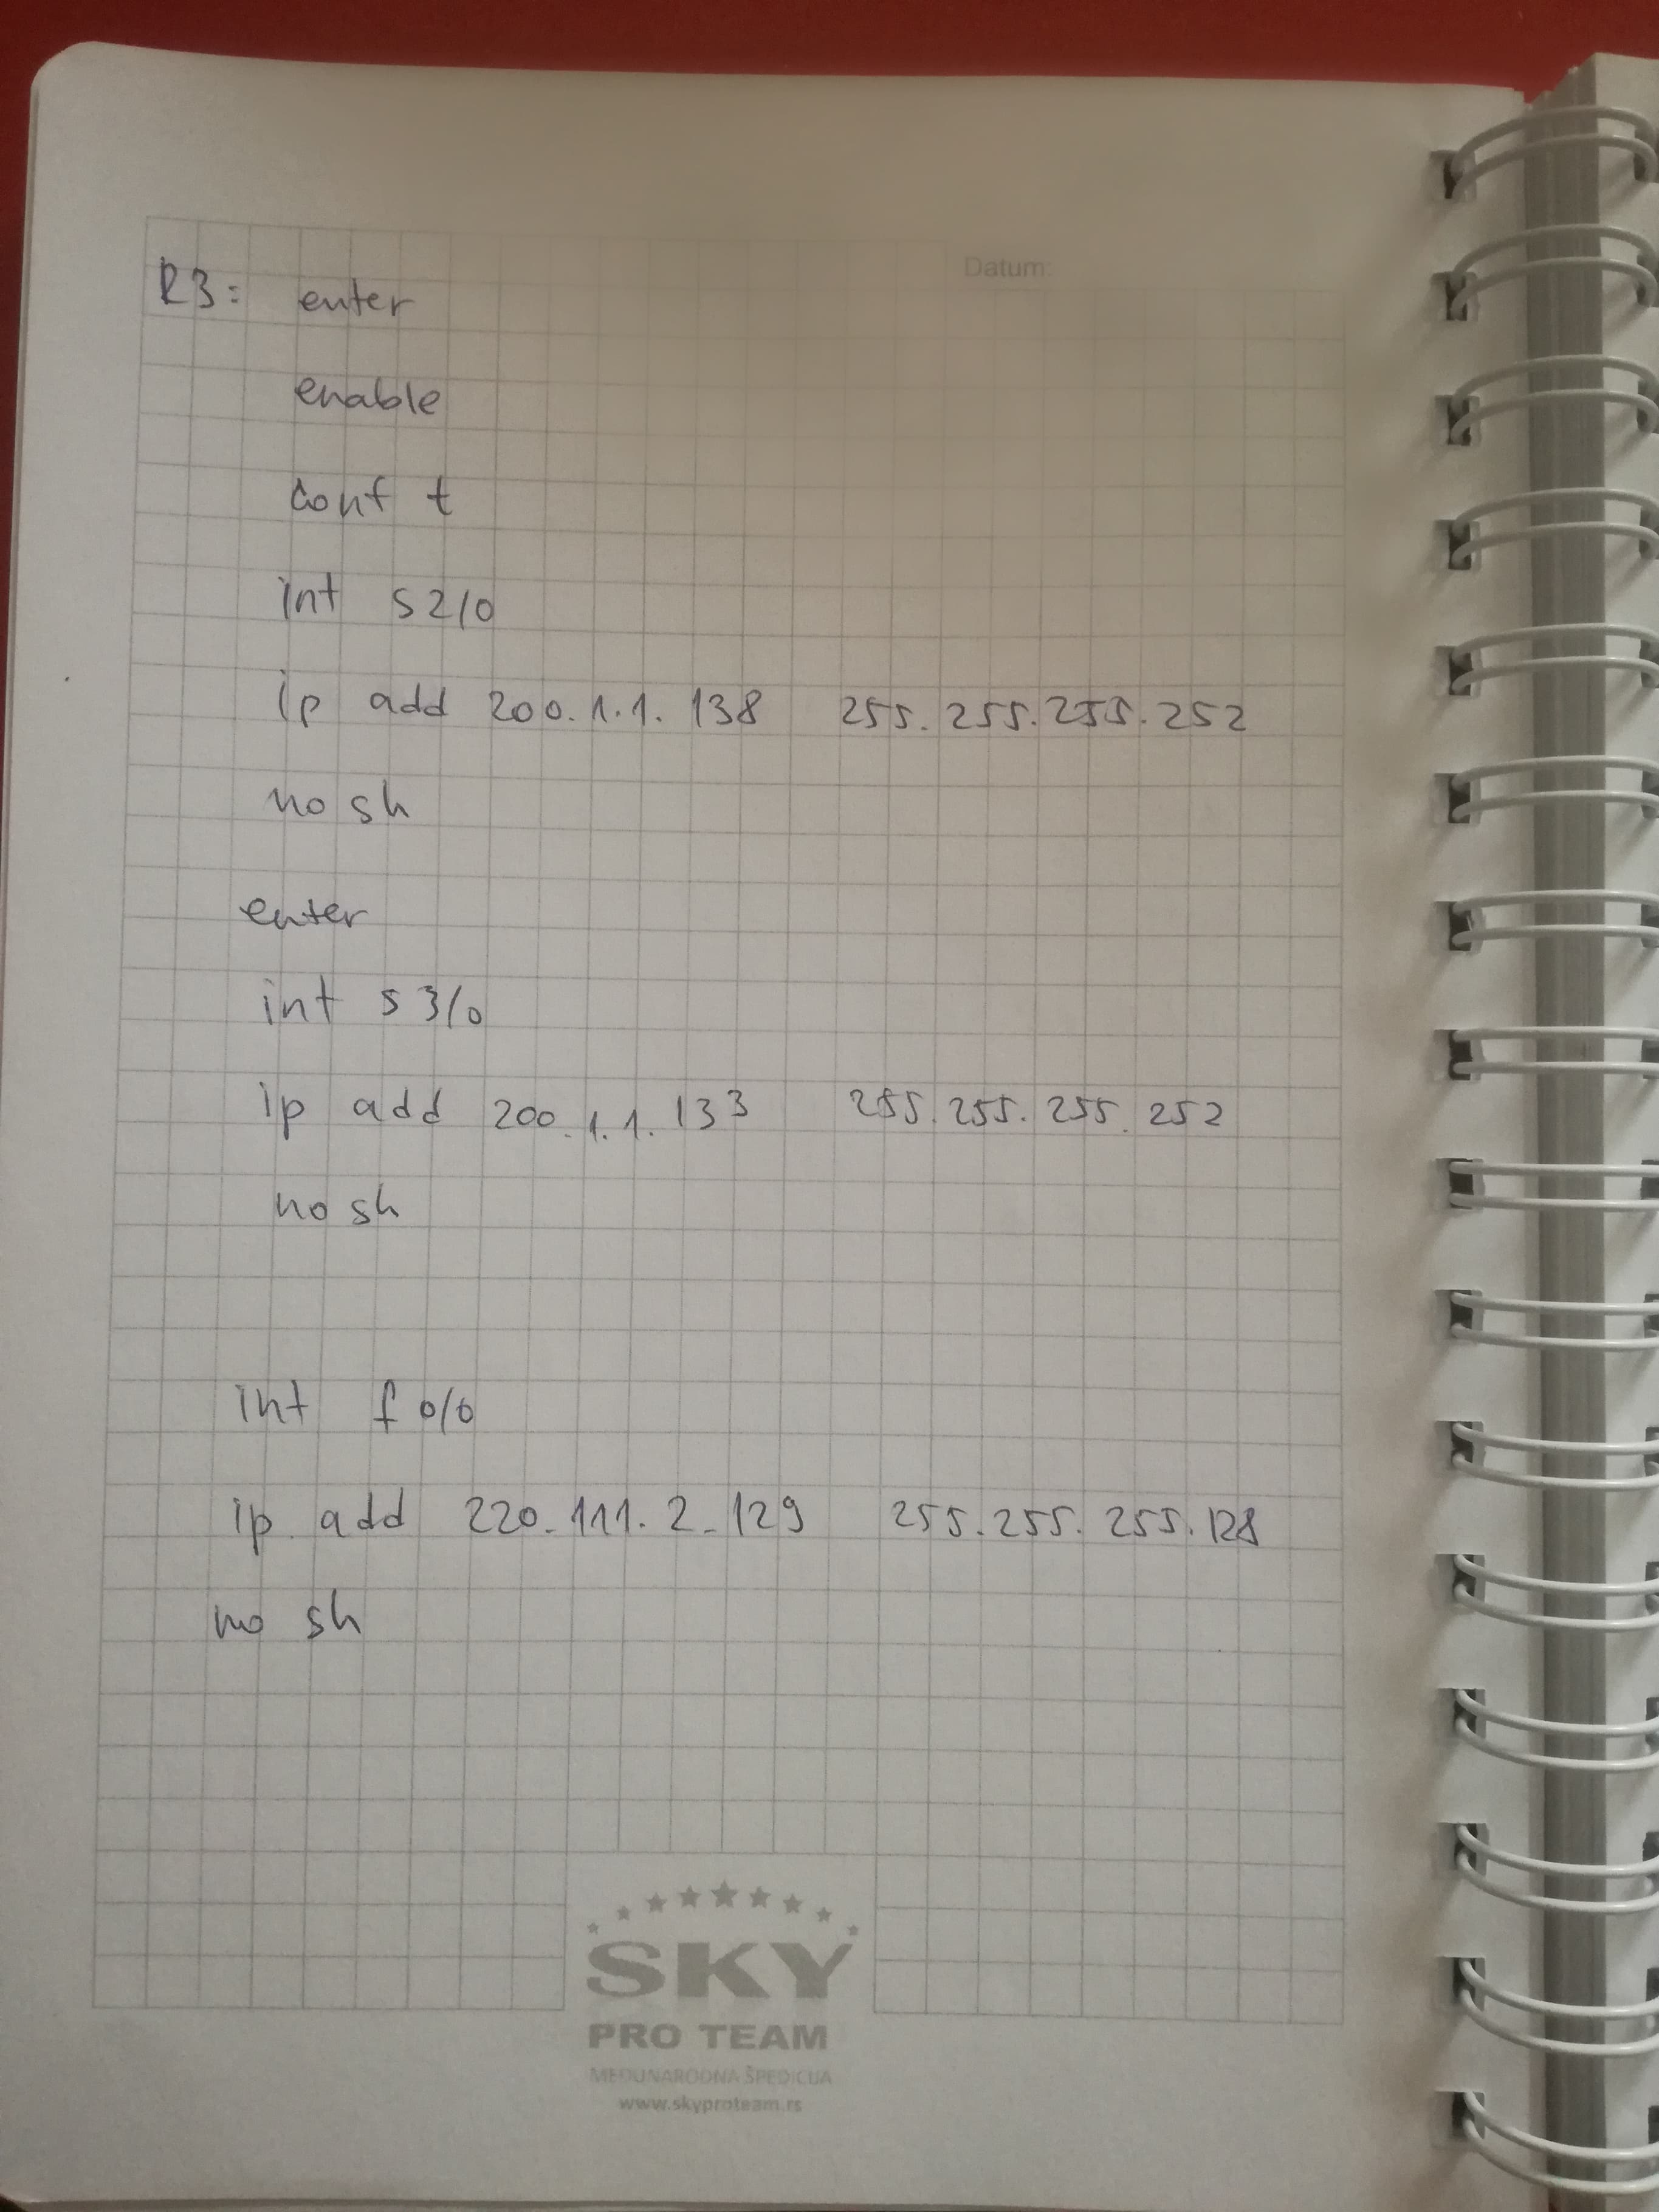 Datum:
R3: enter
enable
conf t
int s2/0
ip add 200.1.1.138 255.255.255.252
no sh
enter
int s3/0
ip add 200.1.1.133 255.255.255.252
no sh
int f0/0
ip add 220.111.2.129 255.255.255.128
no sh
SKY
PRO TEAM
MEĐUNARODNA ŠPEDICIJA
www.skyproteam.rs